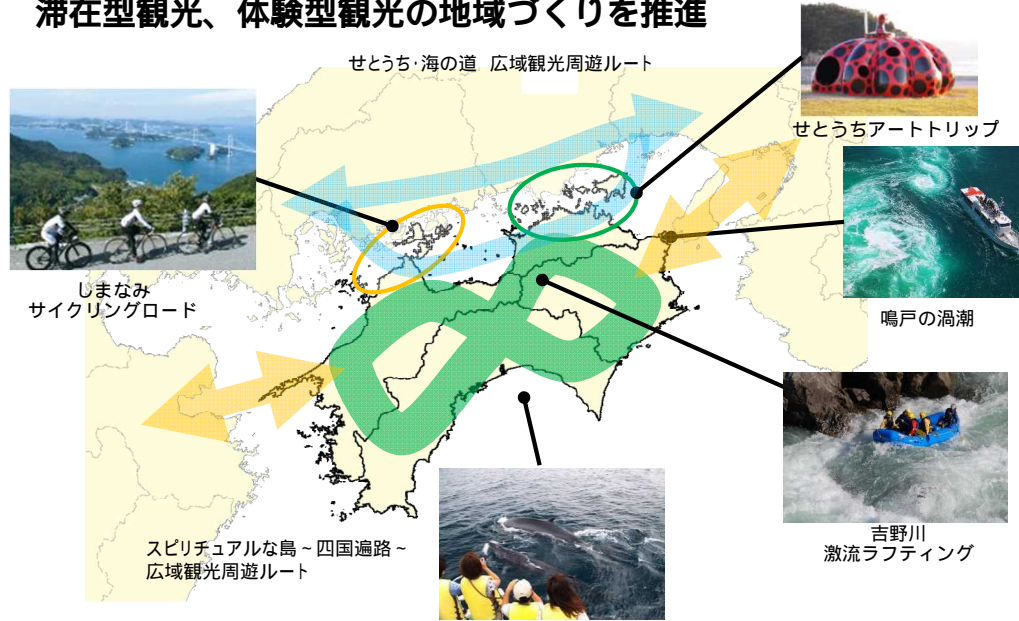 滞在型観光、体験型観光の地域づくりを推進
せとうち・海の道 広域観光周遊ルート
せとうちアートトリップ
しまなみ
サイクリングロード
鳴戸の渦潮
吉野川
激流ラフティング
スピリチュアルな島～四国遍路～
広域観光周遊ルート